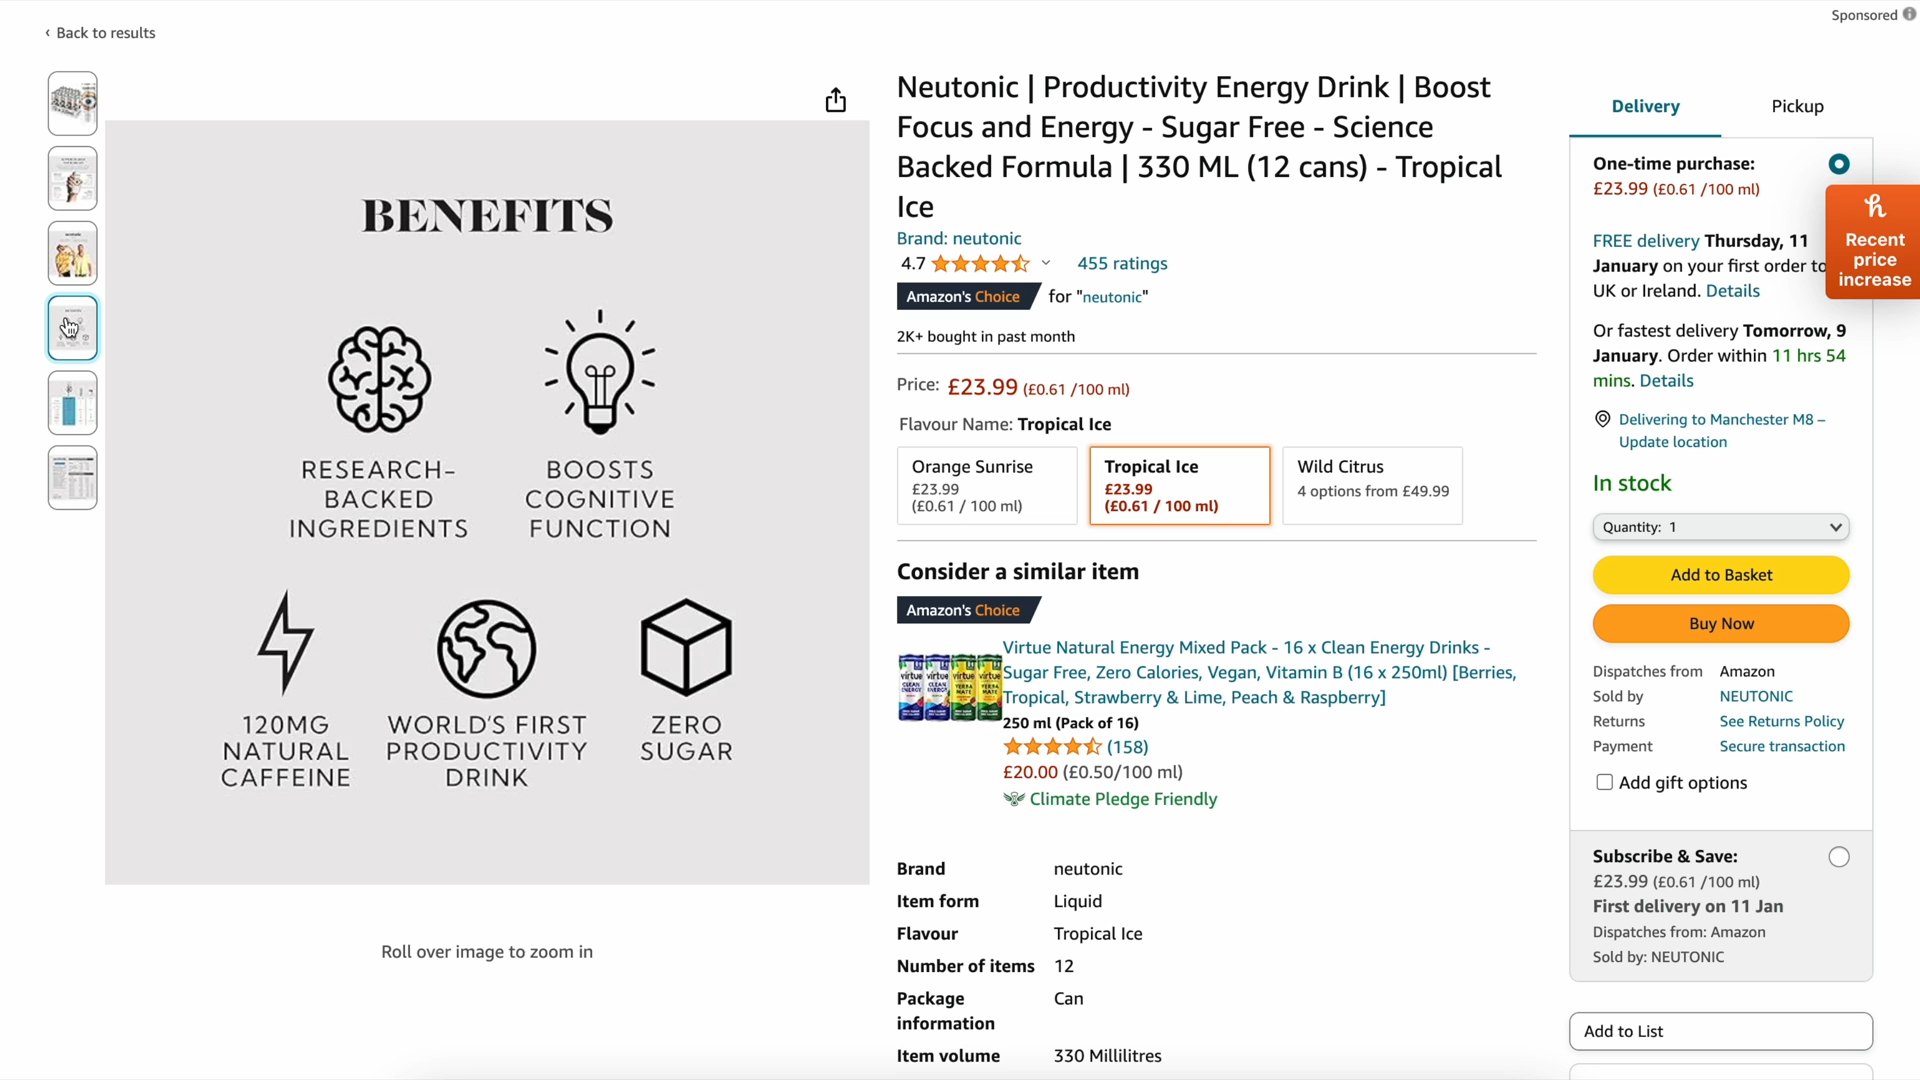 Sponsored
‹ Back to results
BENEFITS
RESEARCH-
BACKED
INGREDIENTS
BOOSTS
COGNITIVE
FUNCTION
120MG
NATURAL
CAFFEINE
WORLD'S FIRST
PRODUCTIVITY
DRINK
ZERO
SUGAR
Roll over image to zoom in
Neutonic | Productivity Energy Drink | Boost
Focus and Energy - Sugar Free - Science
Backed Formula | 330 ML (12 cans) - Tropical
Ice
Brand: neutonic
4.7 455 ratings
Amazon's Choice for "neutonic"
2K+ bought in past month
Price: £23.99 (£0.61 /100 ml)
Flavour Name: Tropical Ice
Orange Sunrise
£23.99
(£0.61 / 100 ml)
Tropical Ice
£23.99
(£0.61 / 100 ml)
Wild Citrus
4 options from £49.99
Consider a similar item
Amazon's Choice
Virtue Natural Energy Mixed Pack - 16 x Clean Energy Drinks -
Sugar Free, Zero Calories, Vegan, Vitamin B (16 x 250ml) [Berries,
Tropical, Strawberry & Lime, Peach & Raspberry]
250 ml (Pack of 16)
(158)
£20.00 (£0.50/100 ml)
Climate Pledge Friendly
Brand neutonic
Item form Liquid
Flavour Tropical Ice
Number of items 12
Package Can
information
Item volume 330 Millilitres
Delivery Pickup
One-time purchase:
£23.99 (£0.61 /100 ml)
FREE delivery Thursday, 11
January on your first order to
UK or Ireland. Details
Or fastest delivery Tomorrow, 9
January. Order within 11 hrs 54
mins. Details
Delivering to Manchester M8 –
Update location
In stock
Quantity: 1
Add to Basket
Buy Now
Dispatches from Amazon
Sold by NEUTONIC
Returns See Returns Policy
Payment Secure transaction
Add gift options
Subscribe & Save:
£23.99 (£0.61 /100 ml)
First delivery on 11 Jan
Dispatches from: Amazon
Sold by: NEUTONIC
Add to List
h
Recent
price
increase